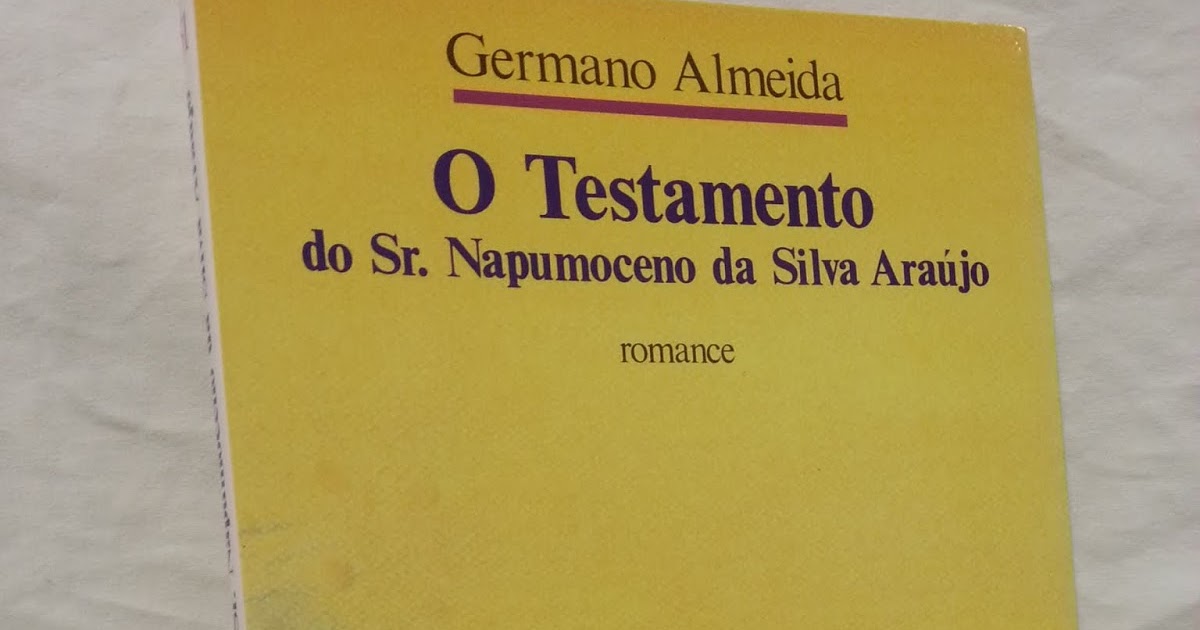 Germano Almeida
O Testamento
do Sr. Napumoceno da Silva Araújo
romance